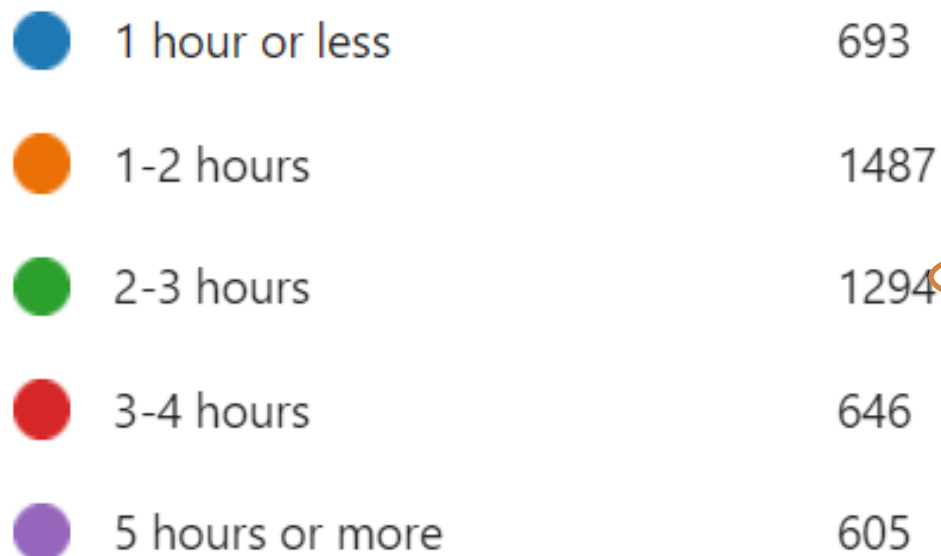 1 hour or less 693
1-2 hours 1487
2-3 hours 1294
3-4 hours 646
5 hours or more 605